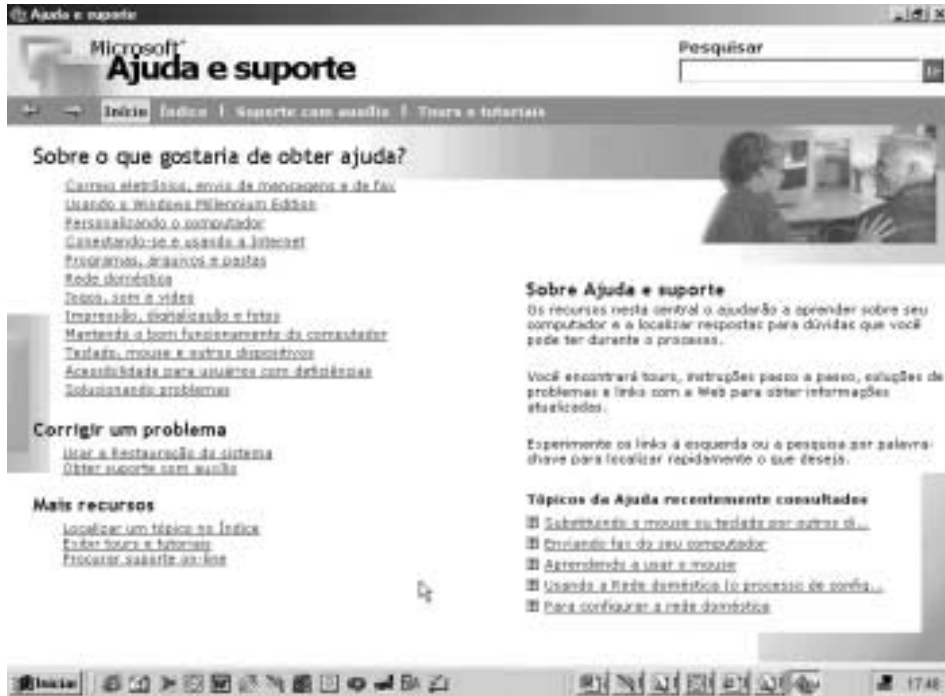 Ajuda e suporte
Microsoft
Ajuda e suporte
Pesquisar
Ir
Início Índice | Suporte com auxílio | Tours e tutoriais
Sobre o que gostaria de obter ajuda?
Correio eletrônico, envio de mensagens e de fax
Usando o Windows Millennium Edition
Personalizando o computador
Conectando-se e usando a Internet
Programas, arquivos e pastas
Rede doméstica
Jogos, som e vídeo
Impressão, digitalização e fotos
Mantendo o bom funcionamento do computador
Teclado, mouse e outros dispositivos
Acessibilidade para usuários com deficiências
Solucionando problemas
Corrigir um problema
Usar a Restauração do sistema
Obter suporte com auxílio
Mais recursos
Localizar um tópico no Índice
Exibir tours e tutoriais
Procurar suporte on-line
Sobre Ajuda e suporte
Os recursos nesta central o ajudarão a aprender sobre seu
computador e a localizar respostas para dúvidas que você
pode ter durante o processo.
Você encontrará tours, instruções passo a passo, soluções de
problemas e links com a Web para obter informações
atualizadas.
Experimente os links à esquerda ou a pesquisa por palavra-
chave para localizar rapidamente o que deseja.
Tópicos da Ajuda recentemente consultados
Substituindo o mouse ou teclado por outros di...
Enviando fax do seu computador
Aprendendo a usar o mouse
Usando a Rede doméstica (o processo de config...
Para configurar a rede doméstica
Iniciar
17:48